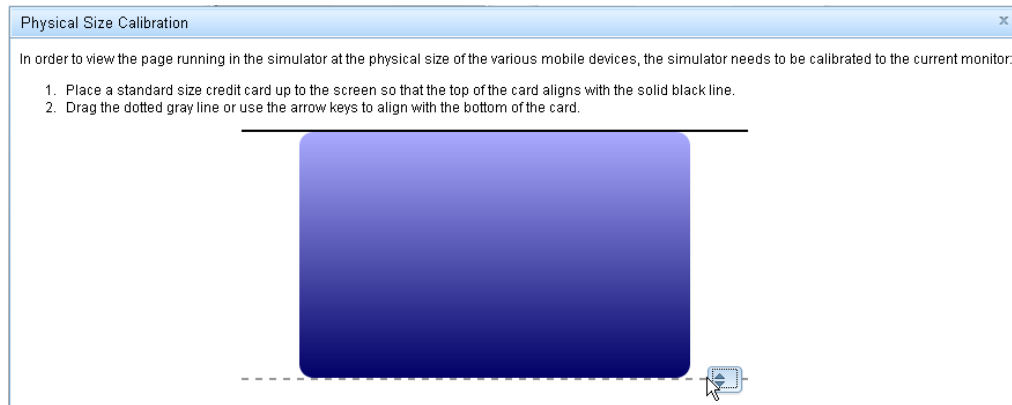 Physical Size Calibration
x
In order to view the page running in the simulator at the physical size of the various mobile devices, the simulator needs to be calibrated to the current monitor:
1. Place a standard size credit card up to the screen so that the top of the card aligns with the solid black line.
2. Drag the dotted gray line or use the arrow keys to align with the bottom of the card.